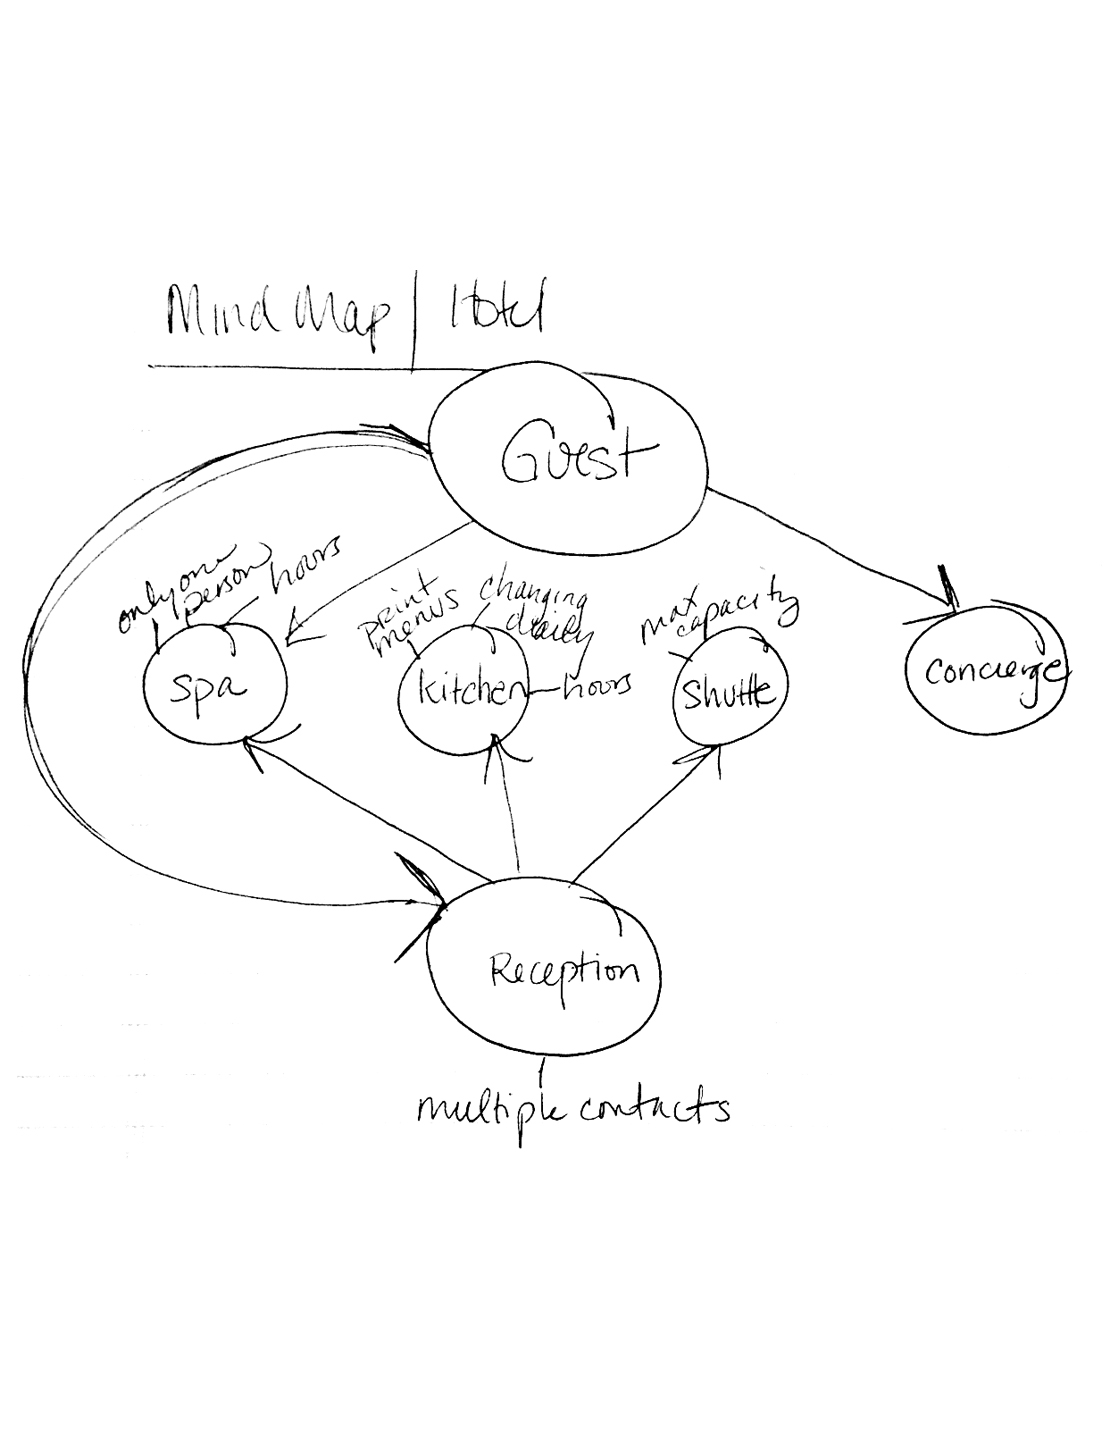 Mind Map | Hotel
Guest
only one
person
hours
print
menus
changing
daily
max
capacity
spa
kitchen
hours
shuttle
concierge
Reception
multiple contacts